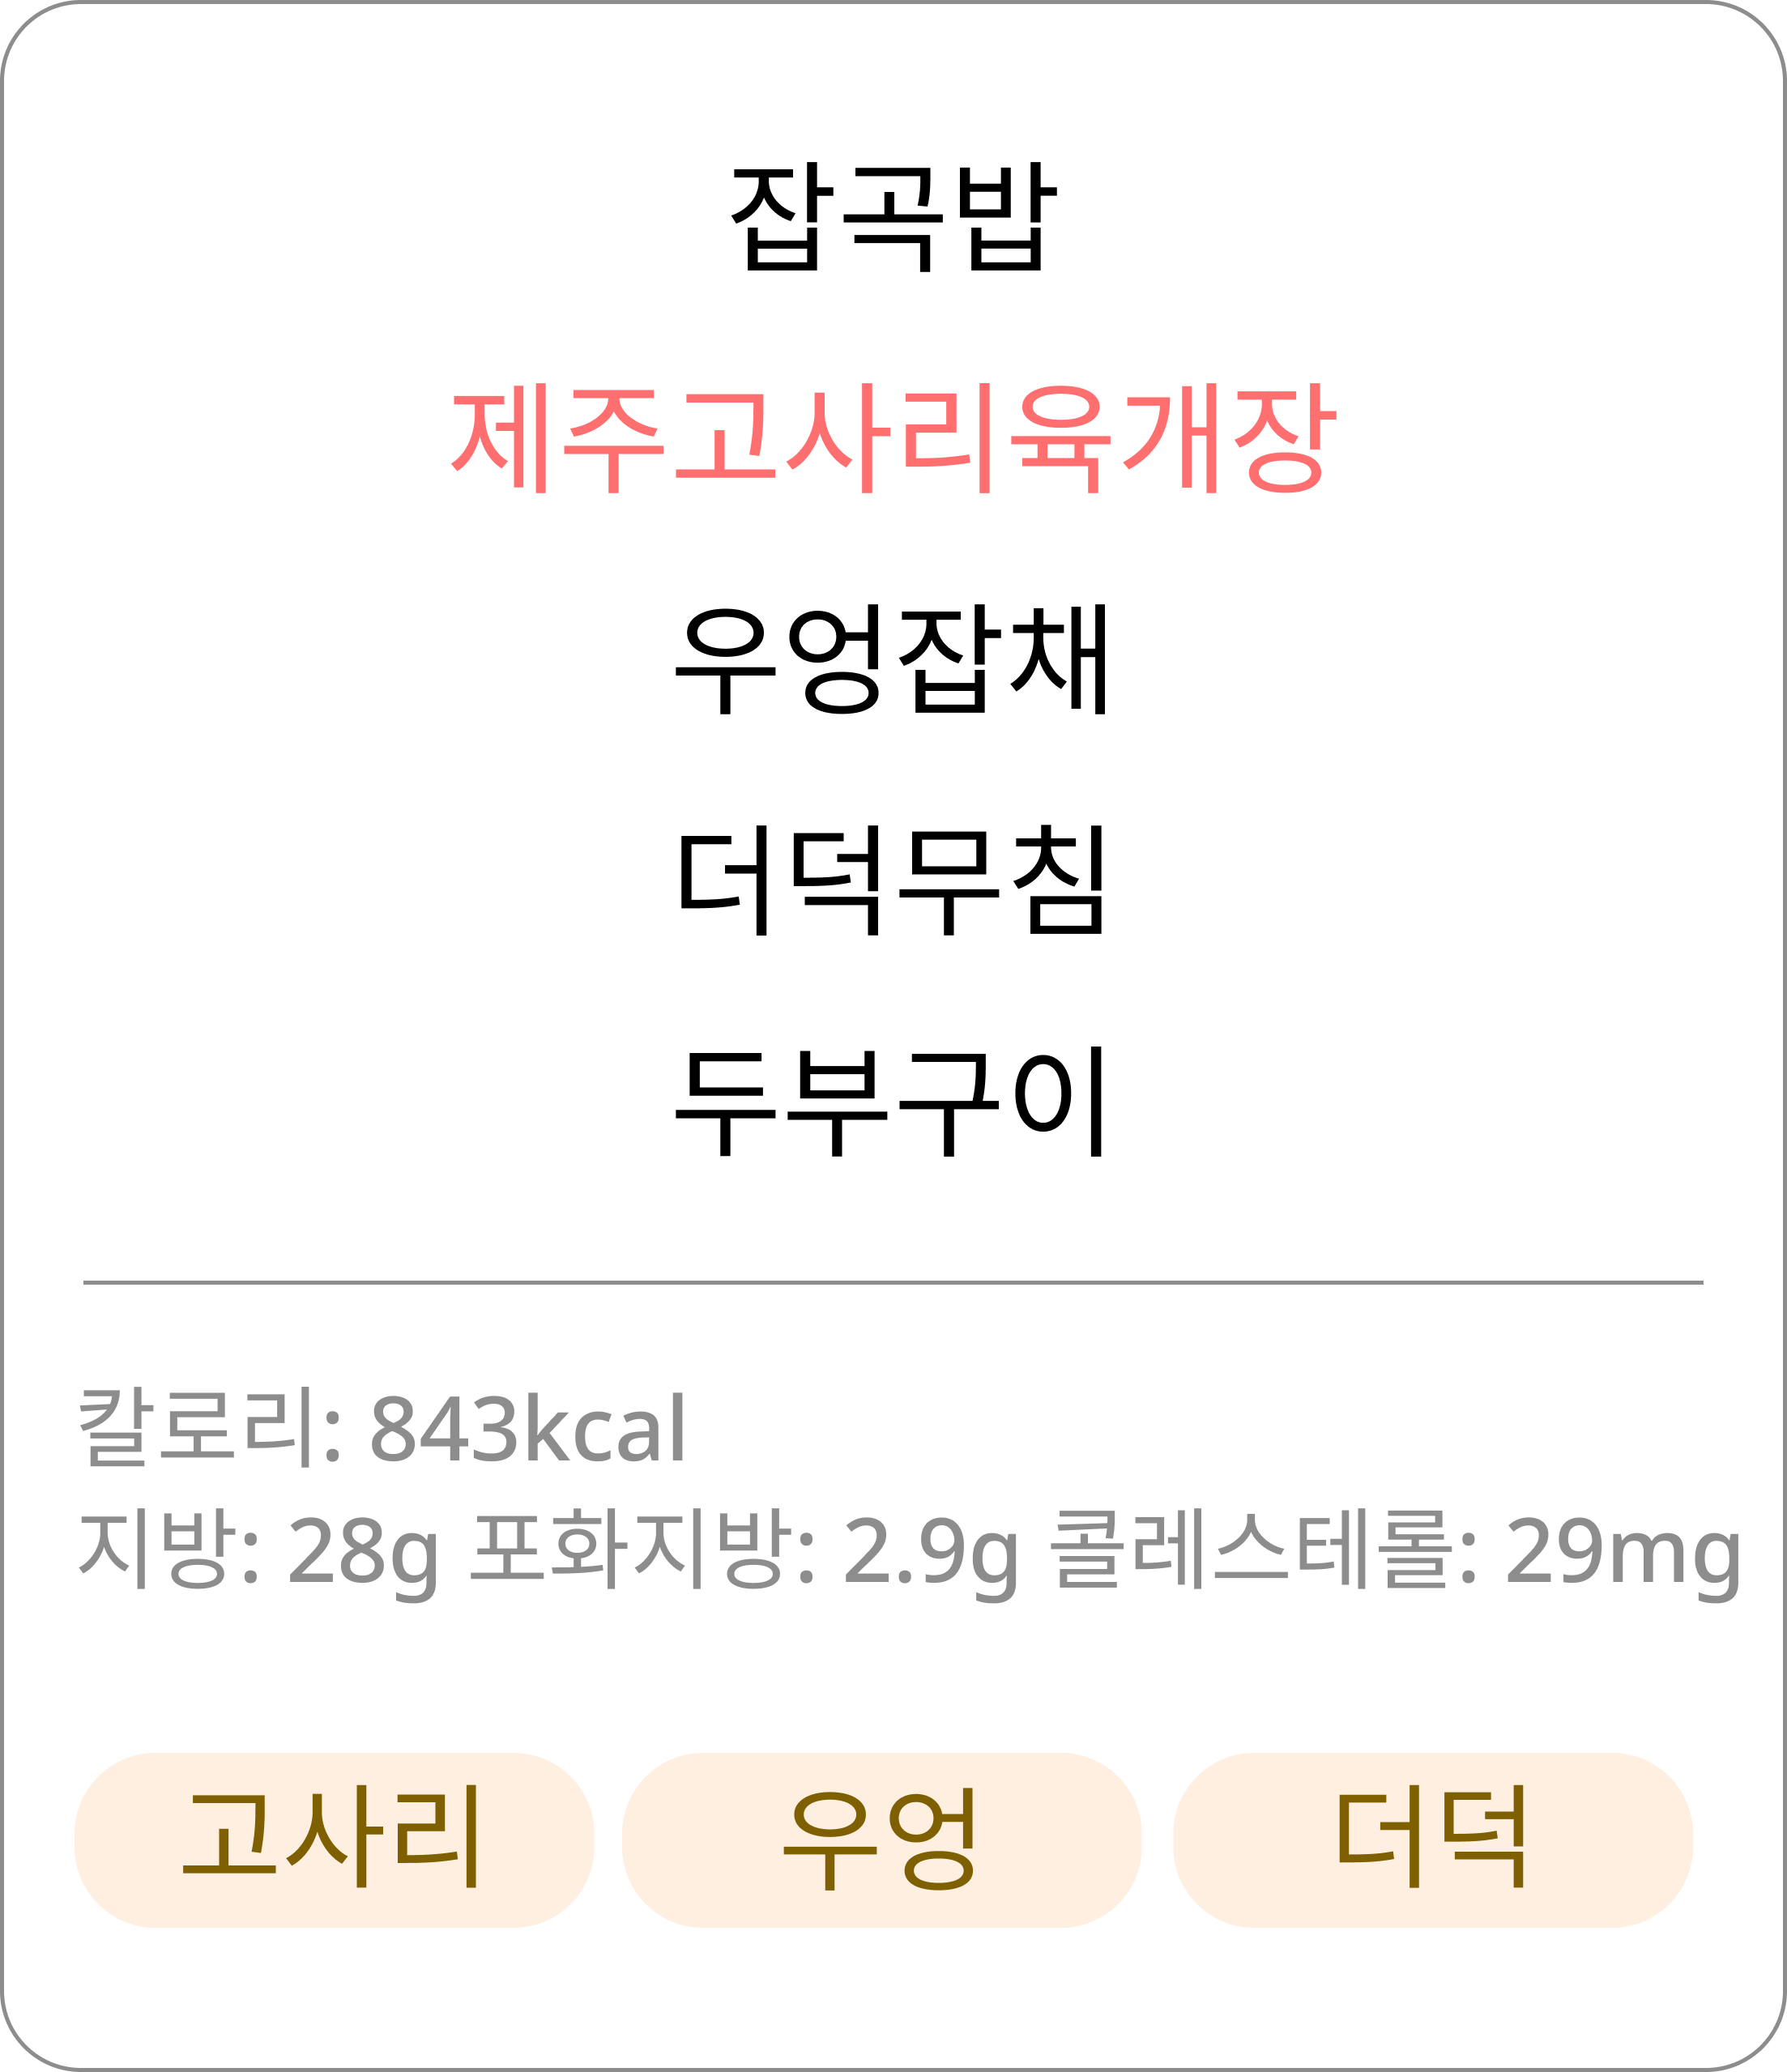 잡곡밥
제주고사리육개장
우엉잡채
더덕무침
두부구이
칼로리: 843kcal
지방: 28g 포화지방: 2.9g 콜레스테롤: 29mg
고사리
우엉
더덕